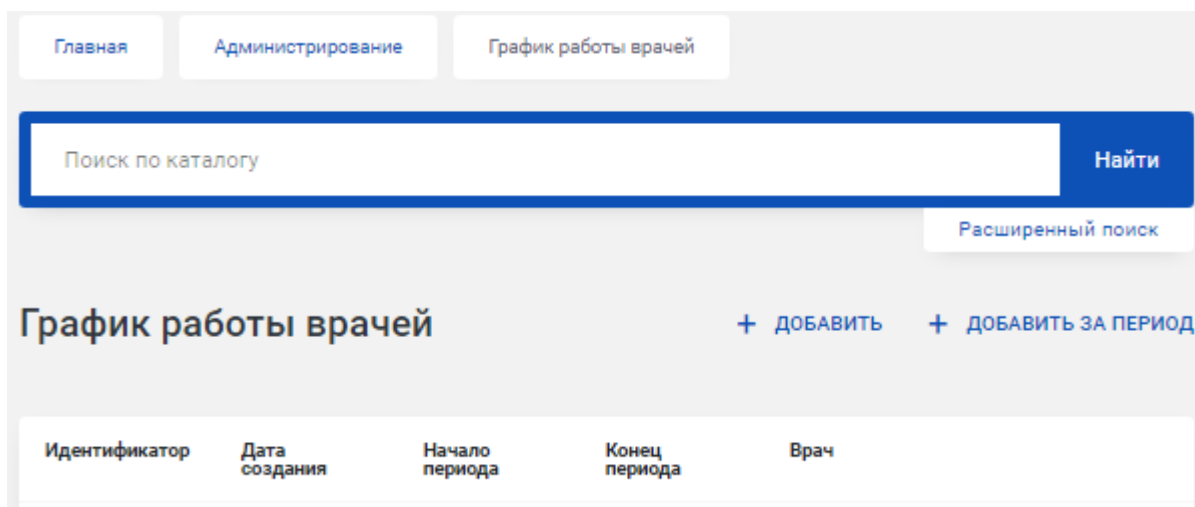 Главная Администрирование График работы врачей
Поиск по каталогу Найти
Расширенный поиск
График работы врачей + ДОБАВИТЬ + ДОБАВИТЬ ЗА ПЕРИОД
Идентификатор Дата создания Начало периода Конец периода Врач